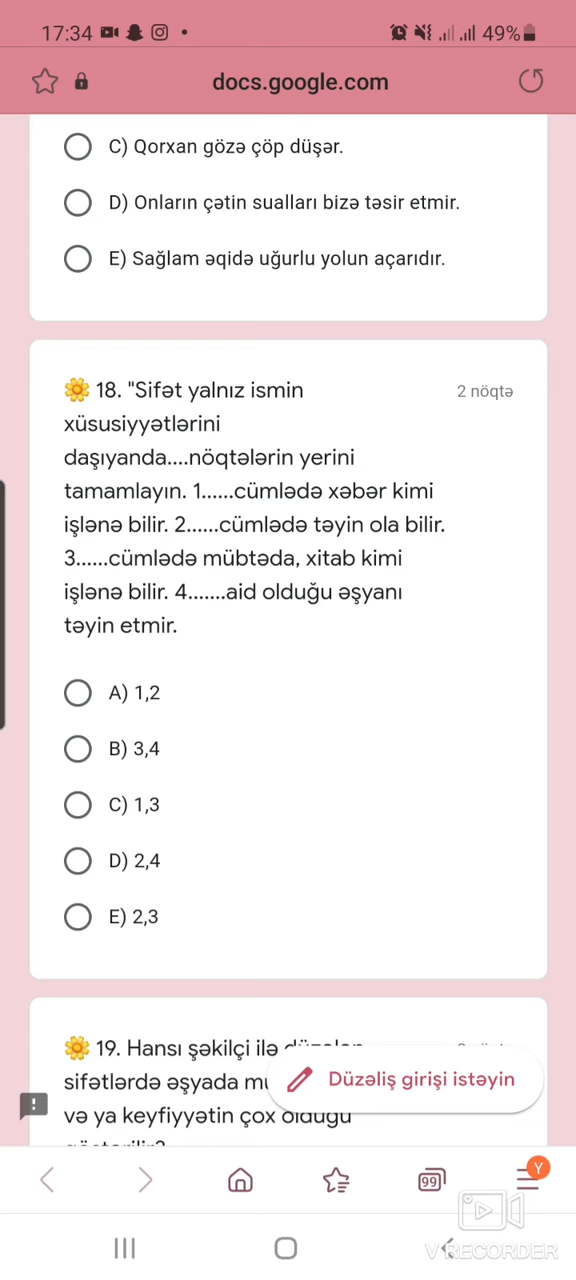 17:34
49%
docs.google.com
C) Qorxan gözə çöp düşər.
D) Onların çətin sualları bizə təsir etmir.
E) Sağlam əqidə uğurlu yolun açarıdır.
18. "Sifət yalnız ismin
2 nöqtə
xüsusiyyətlərini
daşıyanda....nöqtələrin yerini
tamamlayın. 1......cümlədə xəbər kimi
işlənə bilir. 2......cümlədə təyin ola bilir.
3......cümlədə mübtəda, xitab kimi
işlənə bilir. 4.......aid olduğu əşyanı
təyin etmir.
A) 1,2
B) 3,4
C) 1,3
D) 2,4
E) 2,3
19. Hansı şəkilçi ilə
sifətlərdə əşyada
Düzəliş girişi istəyin
və ya keyfiyyətin çox olduğu
99
Y
V RECORDER